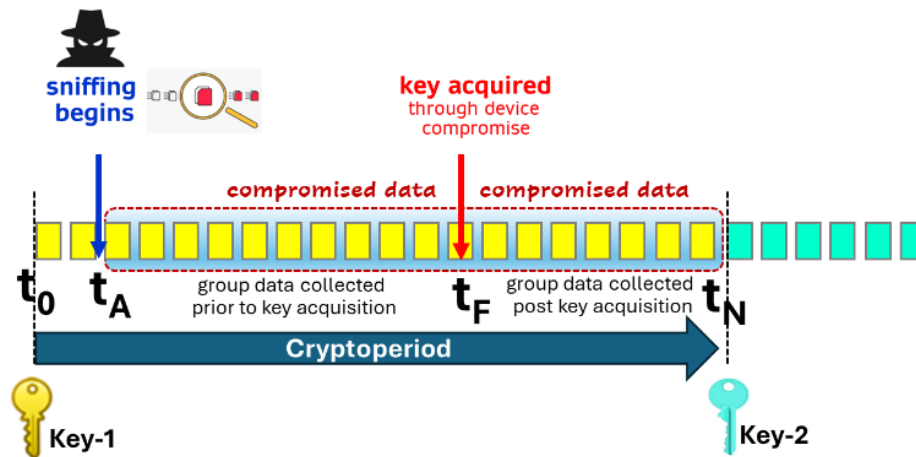 sniffing
begins
key acquired
through device
compromise
compromised data
compromised data
t0
tA
group data collected
prior to key acquisition
tF
group data collected
post key acquisition
tN
Cryptoperiod
Key-1
Key-2